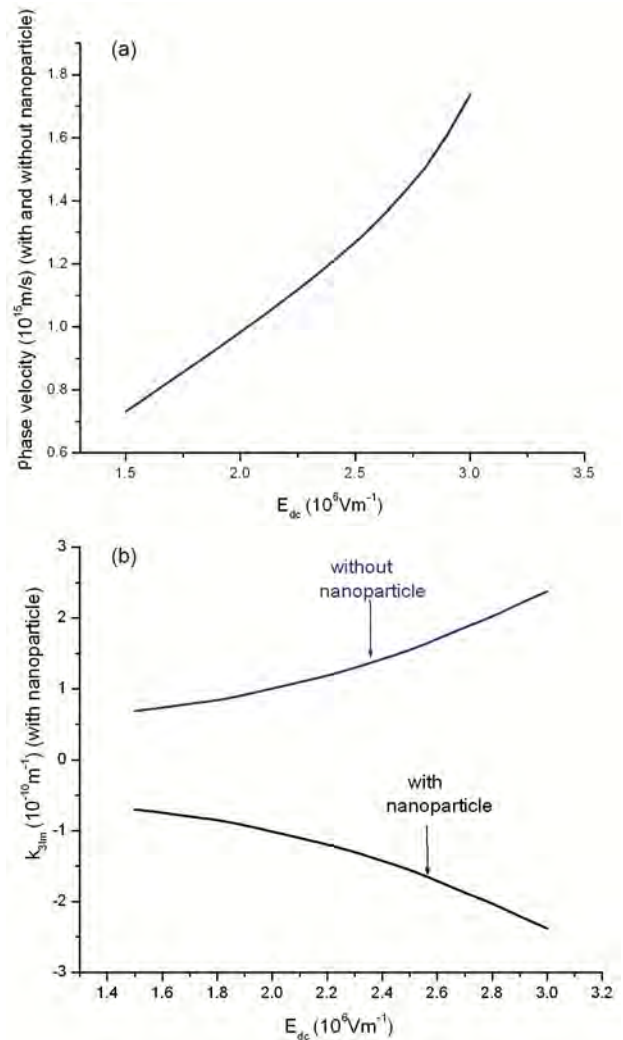 (a)
Phase velocity (10¹⁵m/s) (with and without nanoparticle)
1.8
1.6
1.4
1.2
1.0
0.8
0.6
1.5 2.0 2.5 3.0 3.5
E_dc (10⁶Vm⁻¹)
(b)
k_3Im (10⁻¹⁰m⁻¹) (with nanoparticle)
3
2
1
0
-1
-2
-3
without
nanoparticle
with
nanoparticle
1.4 1.6 1.8 2.0 2.2 2.4 2.6 2.8 3.0 3.2
E_dc (10⁶Vm⁻¹)